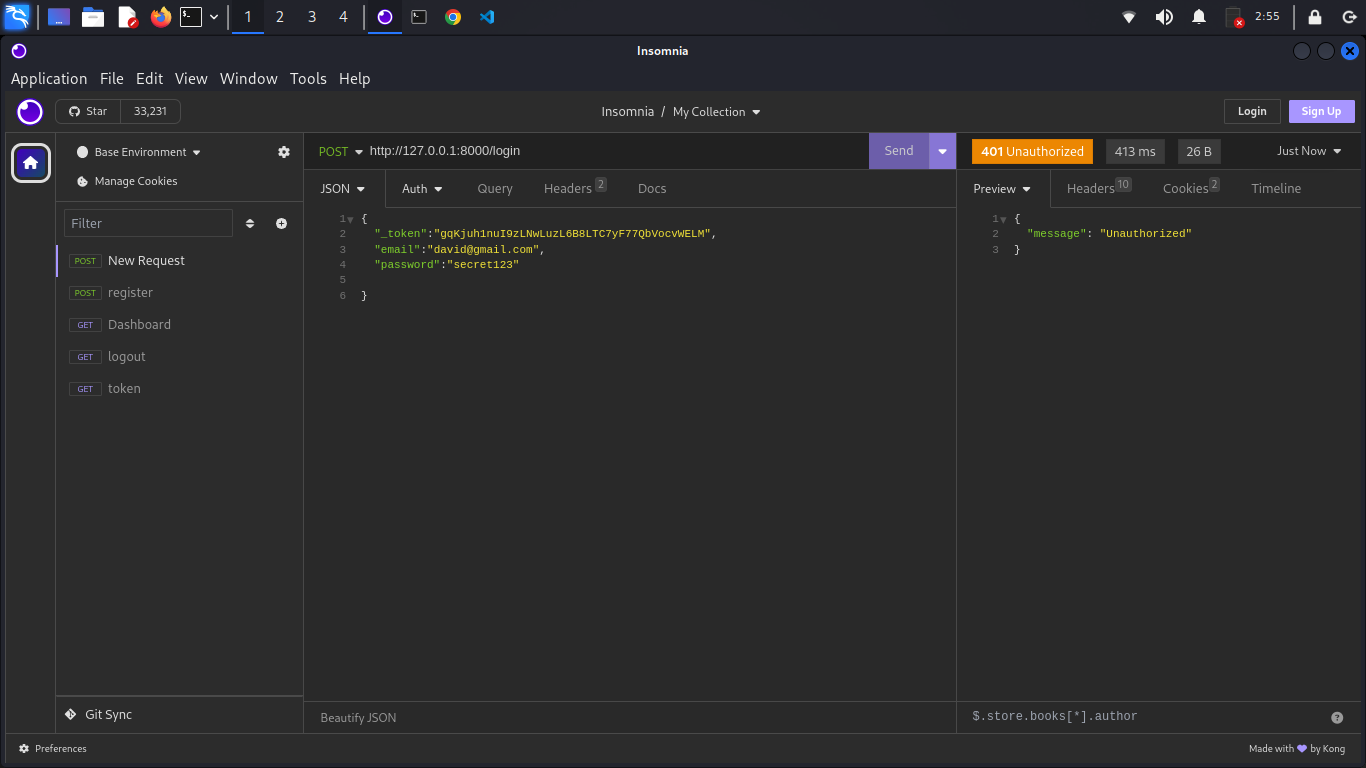 1 2 3 4 2:55
Insomnia
Application File Edit View Window Tools Help
Star 33,231 Insomnia / My Collection Login Sign Up
Base Environment
Manage Cookies
Filter
POST New Request
POST register
GET Dashboard
GET logout
GET token
Git Sync
POST http://127.0.0.1:8000/login Send
JSON Auth Query Headers 2 Docs
1 {
2 "_token":"gqKjuh1nuI9zLNwLuzL6B8LTC7yF77QbVocvWELM",
3 "email":"david@gmail.com",
4 "password":"secret123"
5
6 }
Beautify JSON
401 Unauthorized 413 ms 26 B Just Now
Preview Headers 10 Cookies 2 Timeline
1 {
2 "message": "Unauthorized"
3 }
$.store.books[*].author
Preferences Made with by Kong